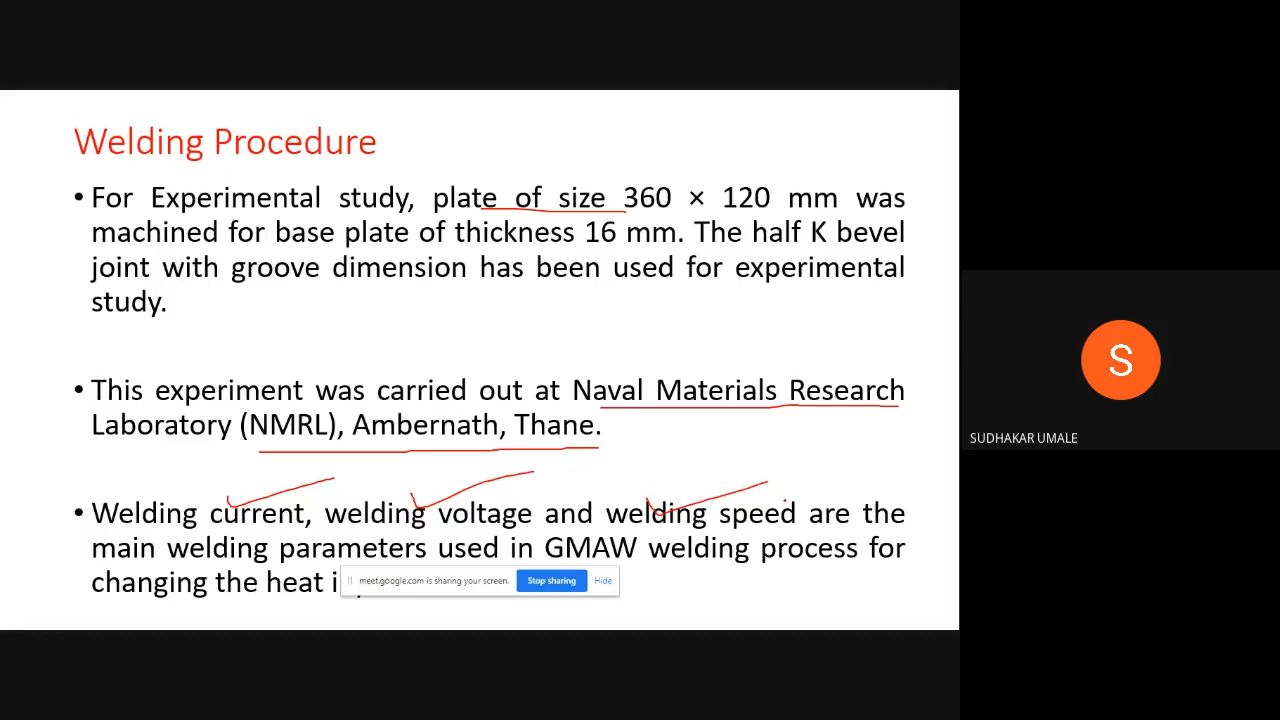 Welding Procedure
• For Experimental study, plate of size 360 × 120 mm was
machined for base plate of thickness 16 mm. The half K bevel
joint with groove dimension has been used for experimental
study.
• This experiment was carried out at Naval Materials Research
Laboratory (NMRL), Ambernath, Thane.
• Welding current, welding voltage and welding speed are the
main welding parameters used in GMAW welding process for
changing the heat
meet.google.com is sharing your screen. Stop sharing Hide
S
SUDHAKAR UMALE